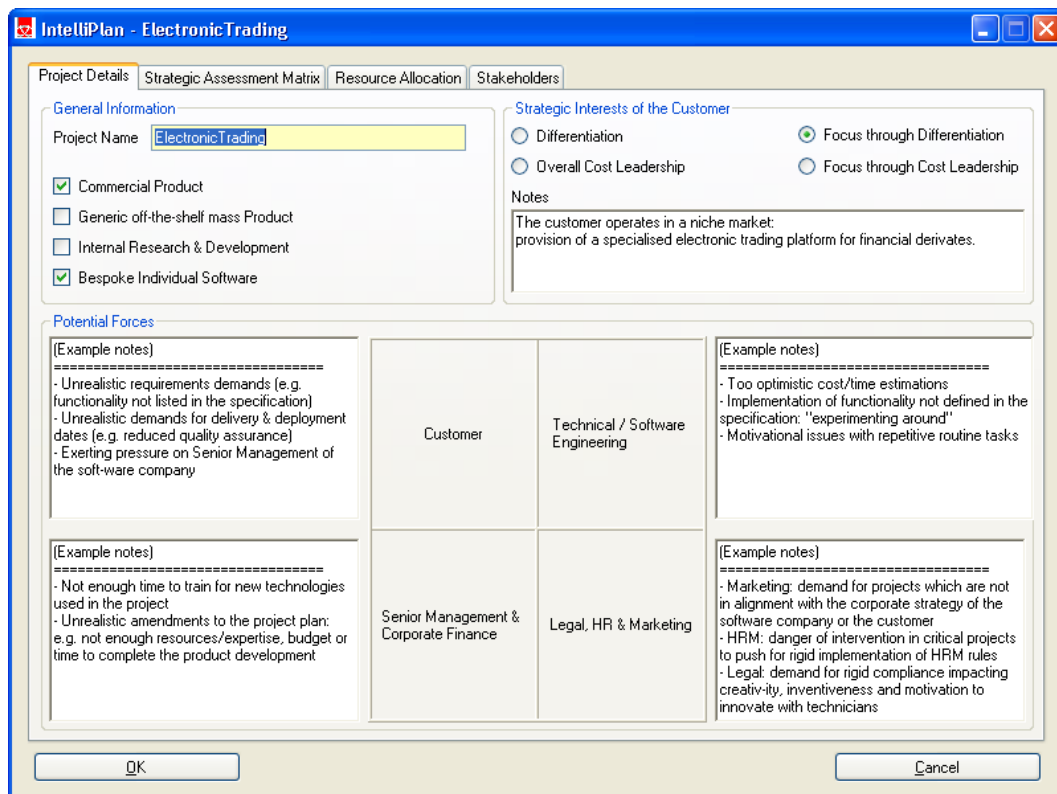 IntelliPlan - ElectronicTrading
Project Details
Strategic Assessment Matrix
Resource Allocation
Stakeholders
General Information
Project Name ElectronicTrading
Commercial Product
Generic off-the-shelf mass Product
Internal Research & Development
Bespoke Individual Software
Strategic Interests of the Customer
Differentiation
Focus through Differentiation
Overall Cost Leadership
Focus through Cost Leadership
Notes
The customer operates in a niche market:
provision of a specialised electronic trading platform for financial derivates.
Potential Forces
(Example notes)
==================================
- Unrealistic requirements demands (e.g.
functionality not listed in the specification)
- Unrealistic demands for delivery & deployment
dates (e.g. reduced quality assurance)
- Exerting pressure on Senior Management of
the soft-ware company
Customer
Technical / Software
Engineering
(Example notes)
==================================
- Too optimistic cost/time estimations
- Implementation of functionality not defined in the
specification: "experimenting around"
- Motivational issues with repetitive routine tasks
(Example notes)
==================================
- Not enough time to train for new technologies
used in the project
- Unrealistic amendments to the project plan:
e.g. not enough resources/expertise, budget or
time to complete the product development
Senior Management &
Corporate Finance
Legal, HR & Marketing
(Example notes)
==================================
- Marketing: demand for projects which are not
in alignment with the corporate strategy of the
software company or the customer
- HRM: danger of intervention in critical projects
to push for rigid implementation of HRM rules
- Legal: demand for rigid compliance impacting
creativ-ity, inventiveness and motivation to
innovate with technicians
OK
Cancel